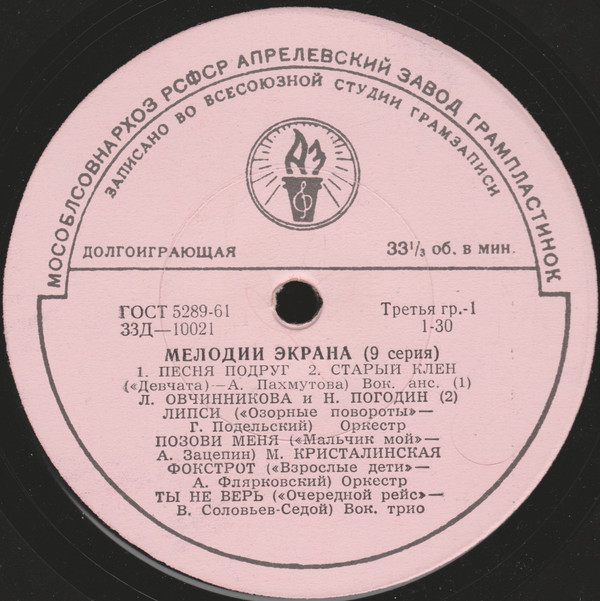 МОСОБЛСОВНАРХОЗ РСФСР АПРЕЛЕВСКИЙ ЗАВОД ГРАМПЛАСТИНОК
ЗАПИСАНО ВО ВСЕСОЮЗНОЙ СТУДИИ ГРАМЗАПИСИ
АЗ
ДОЛГОИГРАЮЩАЯ 33⅓ об. в мин.
ГОСТ 5289-61 Третья гр.-1
33Д—10021 1-30
МЕЛОДИИ ЭКРАНА (9 серия)
1. ПЕСНЯ ПОДРУГ 2. СТАРЫЙ КЛЕН
(«Девчата)—А. Пахмутова) Вок. анс. (1)
Л. ОВЧИННИКОВА и Н. ПОГОДИН (2)
ЛИПСИ («Озорные повороты»—
Г. Подельский) Оркестр
ПОЗОВИ МЕНЯ («Мальчик мой»—
А. Зацепин) М. КРИСТАЛИНСКАЯ
ФОКСТРОТ («Взрослые дети»—
А. Флярковский) Оркестр
ТЫ НЕ ВЕРЬ («Очередной рейс»—
В. Соловьев-Седой) Вок. трио